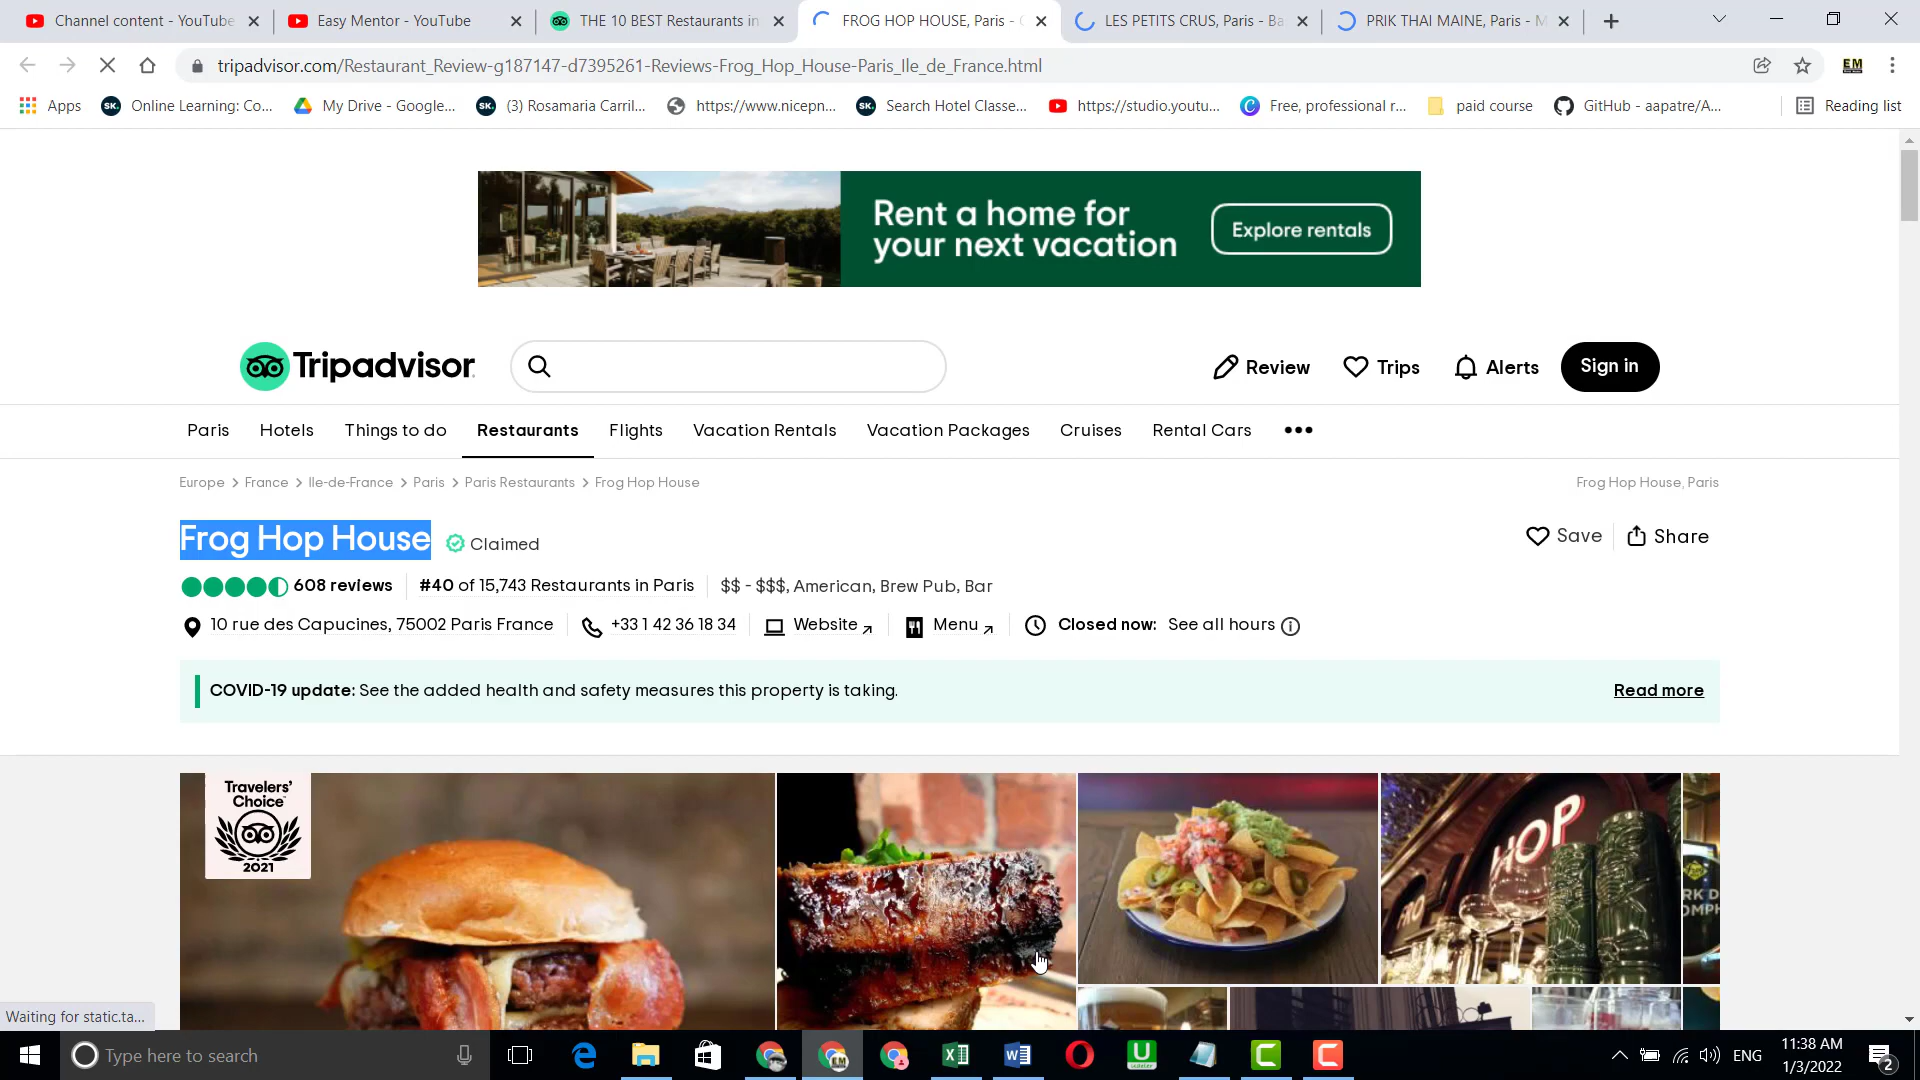 Channel content - YouTube
Easy Mentor - YouTube
THE 10 BEST Restaurants in
FROG HOP HOUSE, Paris -
LES PETITS CRUS, Paris - Ba
PRIK THAI MAINE, Paris - M
tripadvisor.com/Restaurant_Review-g187147-d7395261-Reviews-Frog_Hop_House-Paris_Ile_de_France.html
EM
Apps
SK. Online Learning: Co...
My Drive - Google...
SK. (3) Rosamaria Carril...
https://www.nicepn...
SK. Search Hotel Classe...
https://studio.youtu...
Free, professional r...
paid course
GitHub - aapatre/A...
Reading list
Rent a home for
your next vacation
Explore rentals
Tripadvisor
Review
Trips
Alerts
Sign in
Paris
Hotels
Things to do
Restaurants
Flights
Vacation Rentals
Vacation Packages
Cruises
Rental Cars
Europe > France > Ile-de-France > Paris > Paris Restaurants > Frog Hop House
Frog Hop House, Paris
Frog Hop House
Claimed
Save
Share
608 reviews
#40 of 15,743 Restaurants in Paris
$$ - $$$, American, Brew Pub, Bar
10 rue des Capucines, 75002 Paris France
+33 1 42 36 18 34
Website
Menu
Closed now: See all hours
COVID-19 update: See the added health and safety measures this property is taking.
Read more
Travelers'
Choice
2021
HOP
Waiting for static.ta...
Type here to search
EM
ENG
11:38 AM
1/3/2022
2